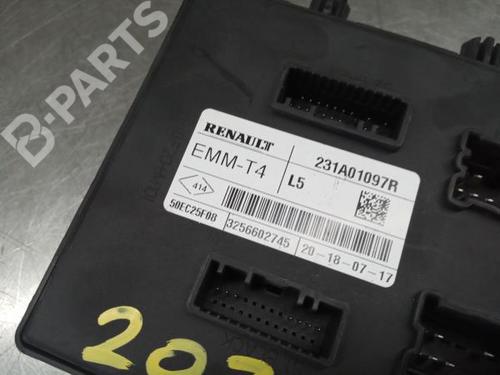 B-PARTS
RENAULT
231A01097R
EMM-T4
L5
414
50EC25F08
3256602745
20-18-07-17